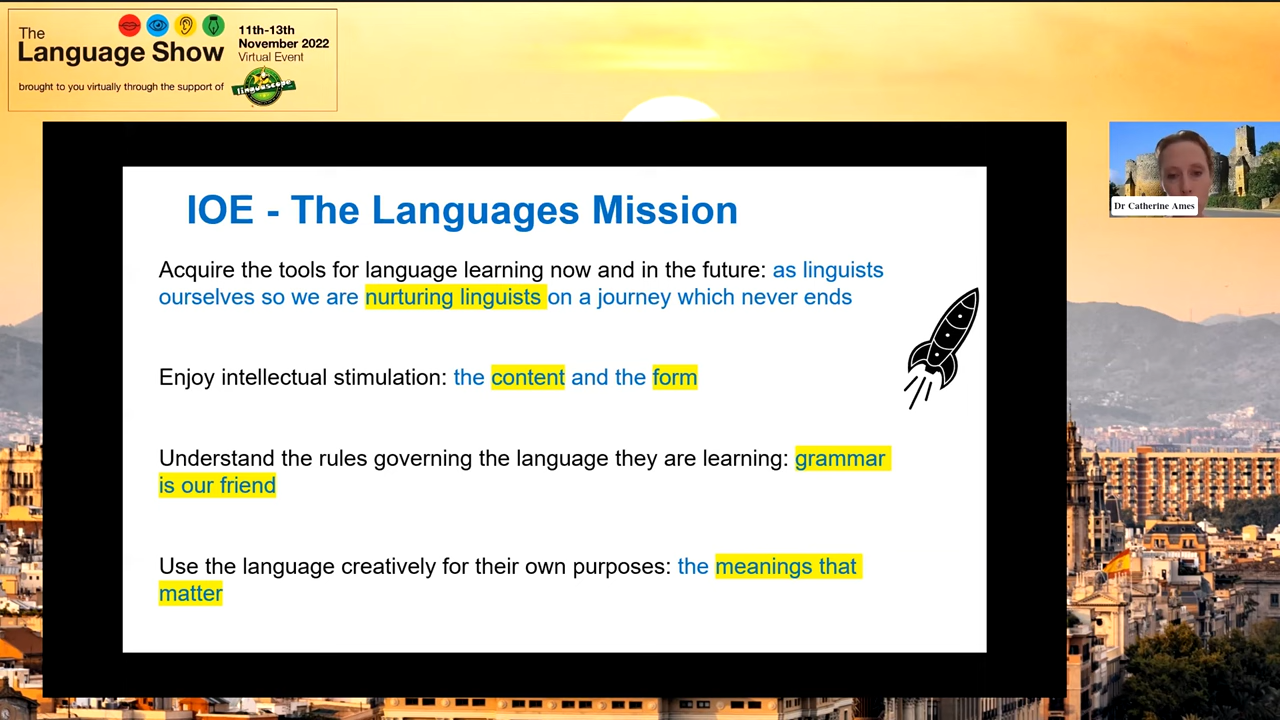 The
Language Show
11th-13th
November 2022
Virtual Event
brought to you virtually through the support of
linguascope
Dr Catherine Ames
IOE - The Languages Mission
Acquire the tools for language learning now and in the future: as linguists
ourselves so we are nurturing linguists on a journey which never ends
Enjoy intellectual stimulation: the content and the form
Understand the rules governing the language they are learning: grammar
is our friend
Use the language creatively for their own purposes: the meanings that
matter